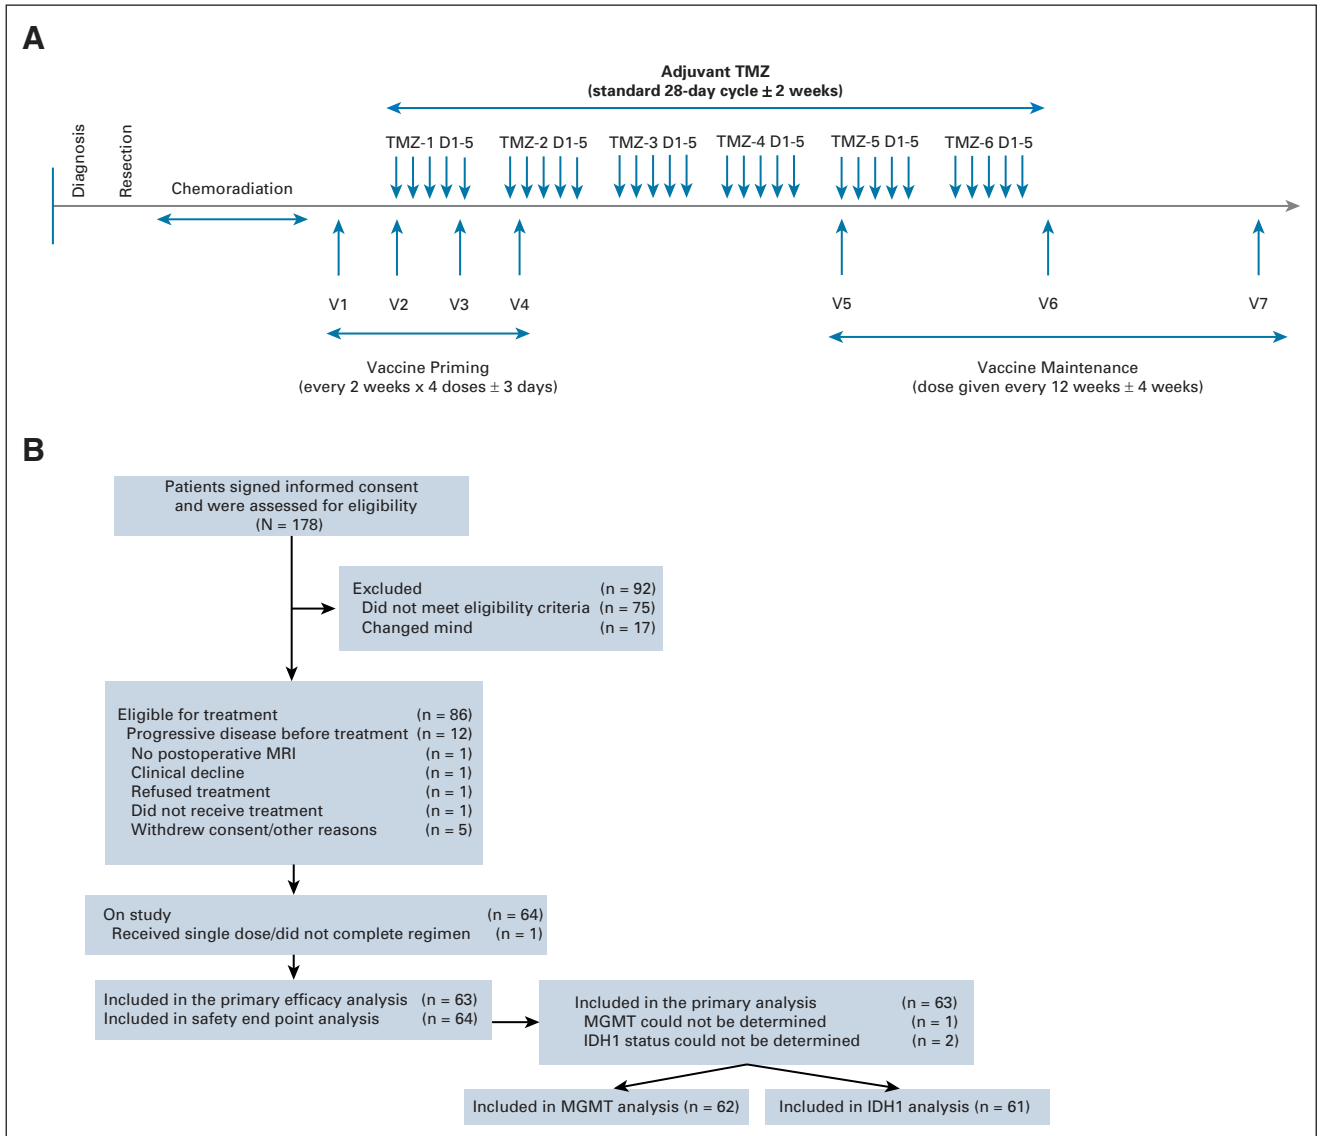 A
Adjuvant TMZ
(standard 28-day cycle ± 2 weeks)
Diagnosis
Resection
Chemoradiation
TMZ-1 D1-5
TMZ-2 D1-5
TMZ-3 D1-5
TMZ-4 D1-5
TMZ-5 D1-5
TMZ-6 D1-5
V1
V2
V3
V4
V5
V6
V7
Vaccine Priming
(every 2 weeks x 4 doses ± 3 days)
Vaccine Maintenance
(dose given every 12 weeks ± 4 weeks)
B
Patients signed informed consent
and were assessed for eligibility
(N = 178)
Excluded (n = 92)
Did not meet eligibility criteria (n = 75)
Changed mind (n = 17)
Eligible for treatment (n = 86)
Progressive disease before treatment (n = 12)
No postoperative MRI (n = 1)
Clinical decline (n = 1)
Refused treatment (n = 1)
Did not receive treatment (n = 1)
Withdrew consent/other reasons (n = 5)
On study (n = 64)
Received single dose/did not complete regimen (n = 1)
Included in the primary efficacy analysis (n = 63)
Included in safety end point analysis (n = 64)
Included in the primary analysis (n = 63)
MGMT could not be determined (n = 1)
IDH1 status could not be determined (n = 2)
Included in MGMT analysis (n = 62)
Included in IDH1 analysis (n = 61)